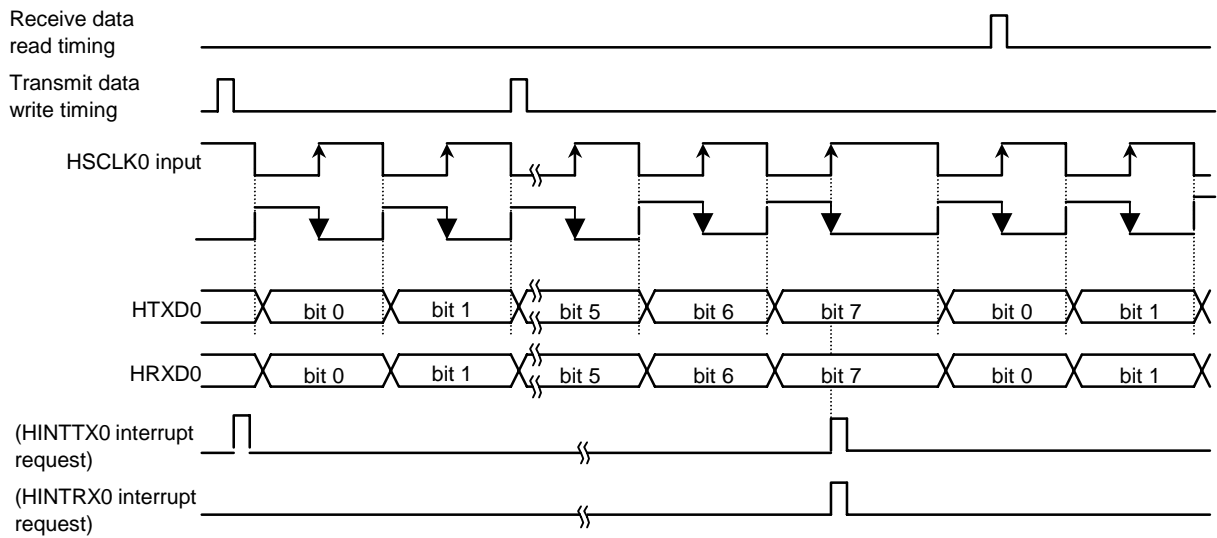 Receive data
read timing
Transmit data
write timing
HSCLK0 input
HTXD0
bit 0 bit 1 bit 5 bit 6 bit 7 bit 0 bit 1
HRXD0
bit 0 bit 1 bit 5 bit 6 bit 7 bit 0 bit 1
(HINTTX0 interrupt
request)
(HINTRX0 interrupt
request)